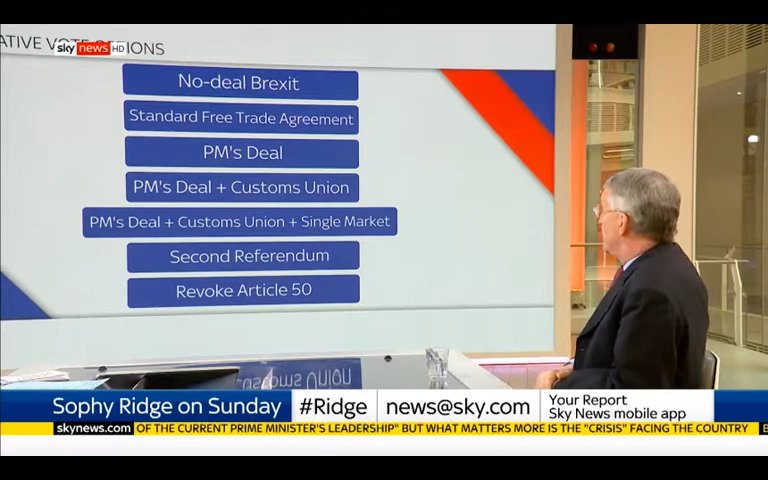 ATIVE VOTE OPTIONS
sky news HD
No-deal Brexit
Standard Free Trade Agreement
PM's Deal
PM's Deal + Customs Union
PM's Deal + Customs Union + Single Market
Second Referendum
Revoke Article 50
Sophy Ridge on Sunday
#Ridge
news@sky.com
Your Report
Sky News mobile app
skynews.com
OF THE CURRENT PRIME MINISTER'S LEADERSHIP" BUT WHAT MATTERS MORE IS THE "CRISIS" FACING THE COUNTRY